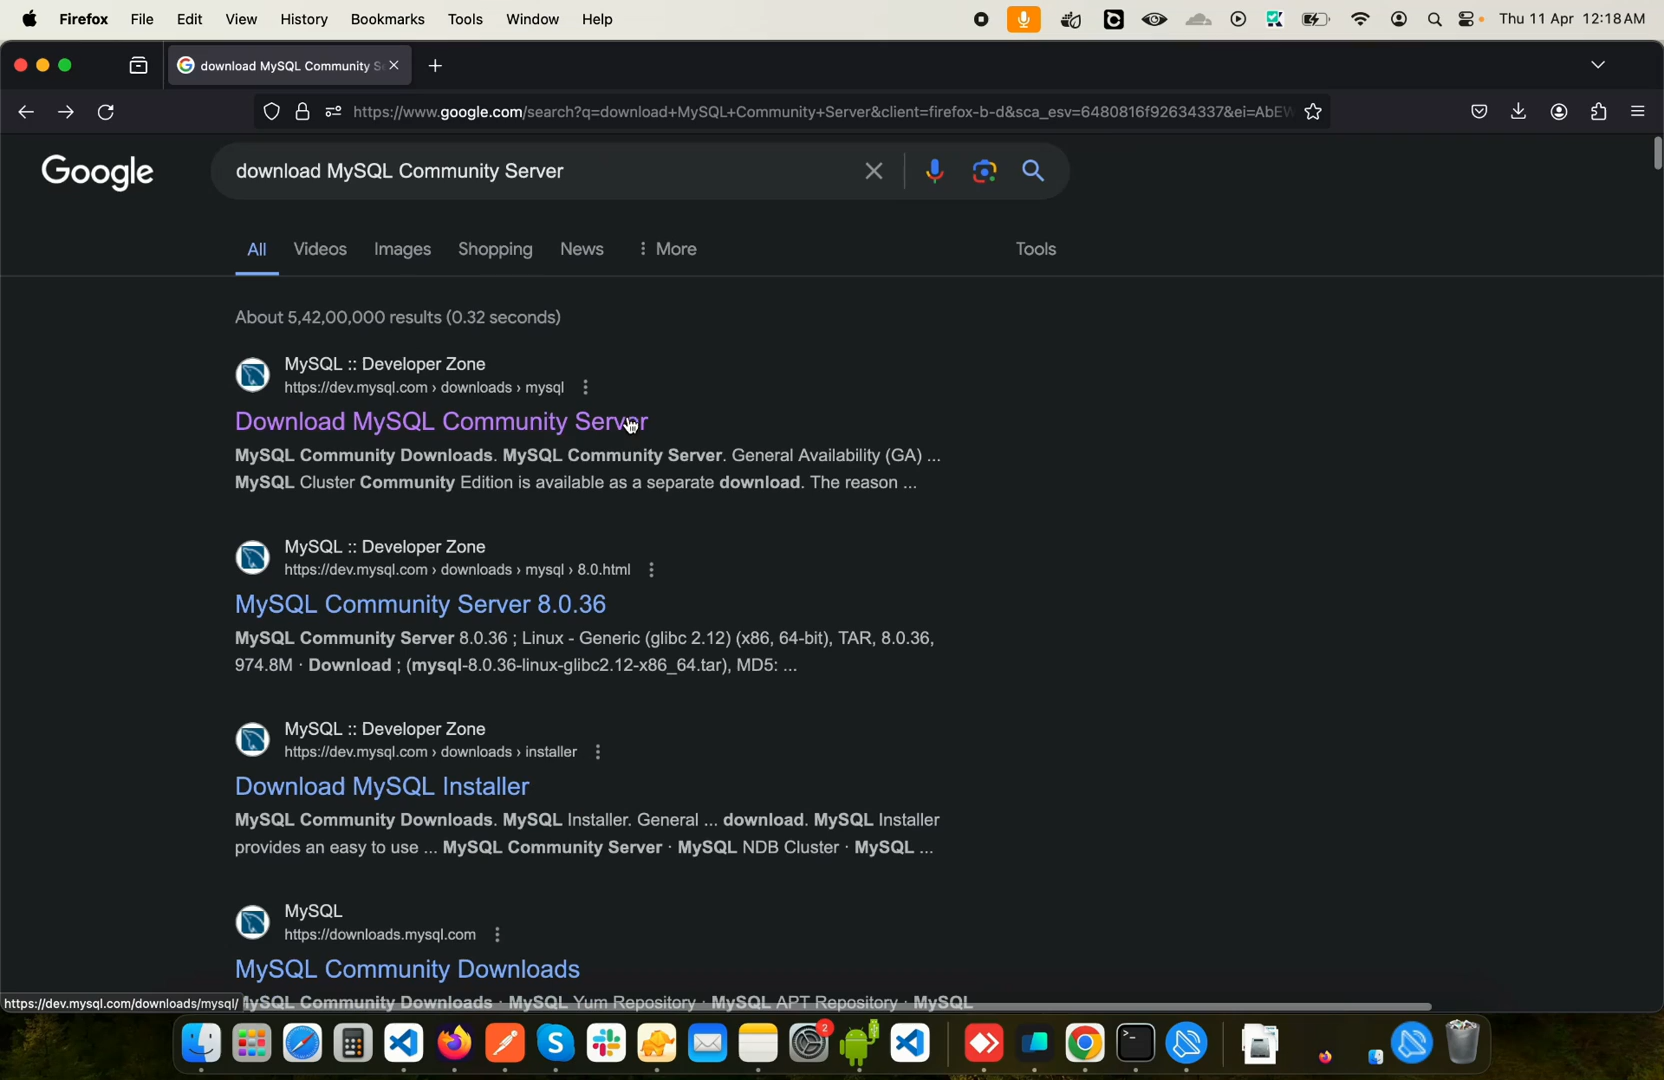 Firefox File Edit View History Bookmarks Tools Window Help Thu 11 Apr 12:18 AM
download MySQL Community S
https://www.google.com/search?q=download+MySQL+Community+Server&client=firefox-b-d&sca_esv=6480816f92634337&ei=AbEW
Google download MySQL Community Server
All Videos Images Shopping News More Tools
About 5,42,00,000 results (0.32 seconds)
MySQL :: Developer Zone
https://dev.mysql.com › downloads › mysql
Download MySQL Community Server
MySQL Community Downloads. MySQL Community Server. General Availability (GA) ...
MySQL Cluster Community Edition is available as a separate download. The reason ...
MySQL :: Developer Zone
https://dev.mysql.com › downloads › mysql › 8.0.html
MySQL Community Server 8.0.36
MySQL Community Server 8.0.36 ; Linux - Generic (glibc 2.12) (x86, 64-bit), TAR, 8.0.36,
974.8M · Download ; (mysql-8.0.36-linux-glibc2.12-x86_64.tar), MD5: ...
MySQL :: Developer Zone
https://dev.mysql.com › downloads › installer
Download MySQL Installer
MySQL Community Downloads. MySQL Installer. General ... download. MySQL Installer
provides an easy to use ... MySQL Community Server · MySQL NDB Cluster · MySQL ...
MySQL
https://downloads.mysql.com
MySQL Community Downloads
https://dev.mysql.com/downloads/mysql/ MySQL Community Downloads · MySQL Yum Repository · MySQL APT Repository · MySQL
2